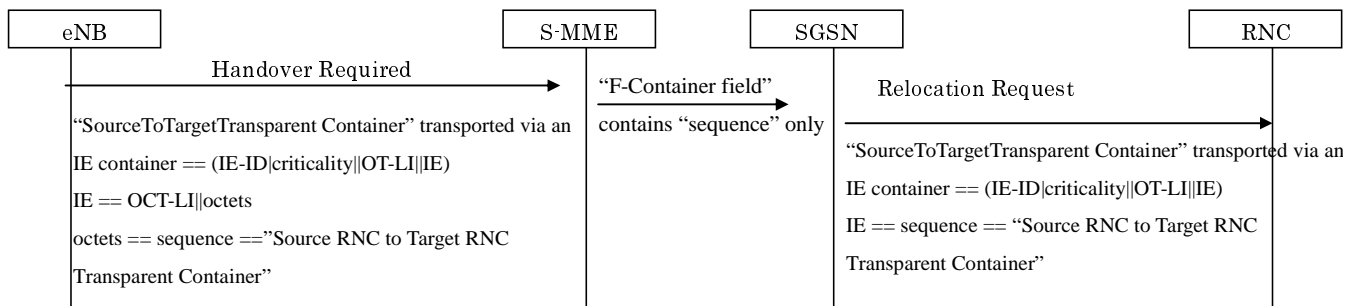 eNB
S-MME
SGSN
RNC
Handover Required
“F-Container field”
contains “sequence” only
Relocation Request
“SourceToTargetTransparent Container” transported via an
IE container == (IE-ID|criticality||OT-LI||IE)
IE == OCT-LI||octets
octets == sequence ==”Source RNC to Target RNC
Transparent Container”
“SourceToTargetTransparent Container” transported via an
IE container == (IE-ID|criticality||OT-LI||IE)
IE == sequence == “Source RNC to Target RNC
Transparent Container”